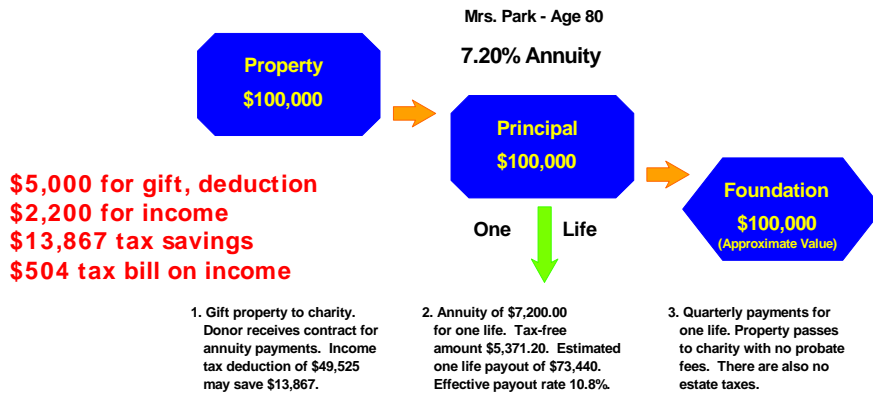 Mrs. Park - Age 80
7.20% Annuity
Property
$100,000
Principal
$100,000
Foundation
$100,000
(Approximate Value)
$5,000 for gift, deduction
$2,200 for income
$13,867 tax savings
$504 tax bill on income
One Life
1. Gift property to charity.
Donor receives contract for
annuity payments. Income
tax deduction of $49,525
may save $13,867.
2. Annuity of $7,200.00
for one life. Tax-free
amount $5,371.20. Estimated
one life payout of $73,440.
Effective payout rate 10.8%.
3. Quarterly payments for
one life. Property passes
to charity with no probate
fees. There are also no
estate taxes.